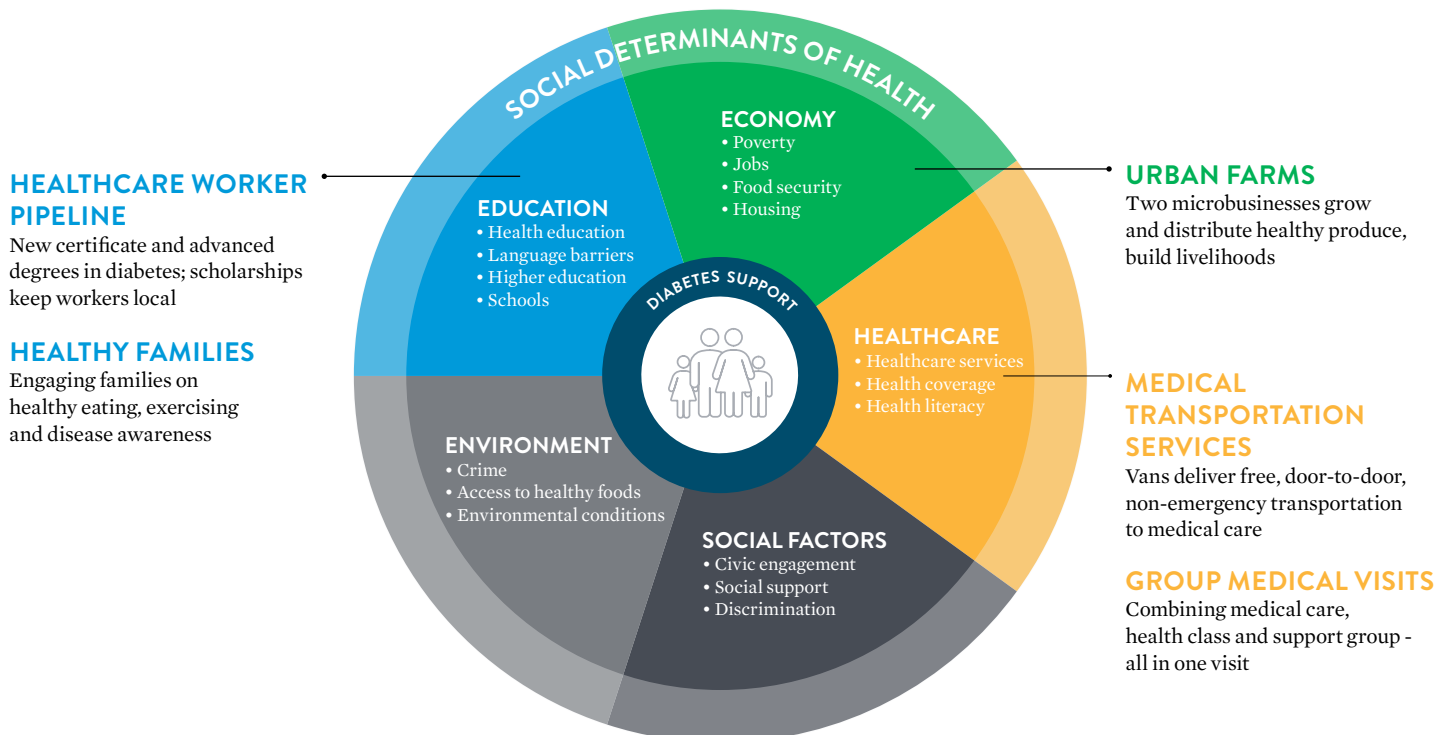 SOCIAL DETERMINANTS OF HEALTH
HEALTHCARE WORKER
PIPELINE
New certificate and advanced
degrees in diabetes; scholarships
keep workers local
HEALTHY FAMILIES
Engaging families on
healthy eating, exercising
and disease awareness
EDUCATION
• Health education
• Language barriers
• Higher education
• Schools
ECONOMY
• Poverty
• Jobs
• Food security
• Housing
DIABETES SUPPORT
HEALTHCARE
• Healthcare services
• Health coverage
• Health literacy
ENVIRONMENT
• Crime
• Access to healthy foods
• Environmental conditions
SOCIAL FACTORS
• Civic engagement
• Social support
• Discrimination
URBAN FARMS
Two microbusinesses grow
and distribute healthy produce,
build livelihoods
MEDICAL
TRANSPORTATION
SERVICES
Vans deliver free, door-to-door,
non-emergency transportation
to medical care
GROUP MEDICAL VISITS
Combining medical care,
health class and support group -
all in one visit